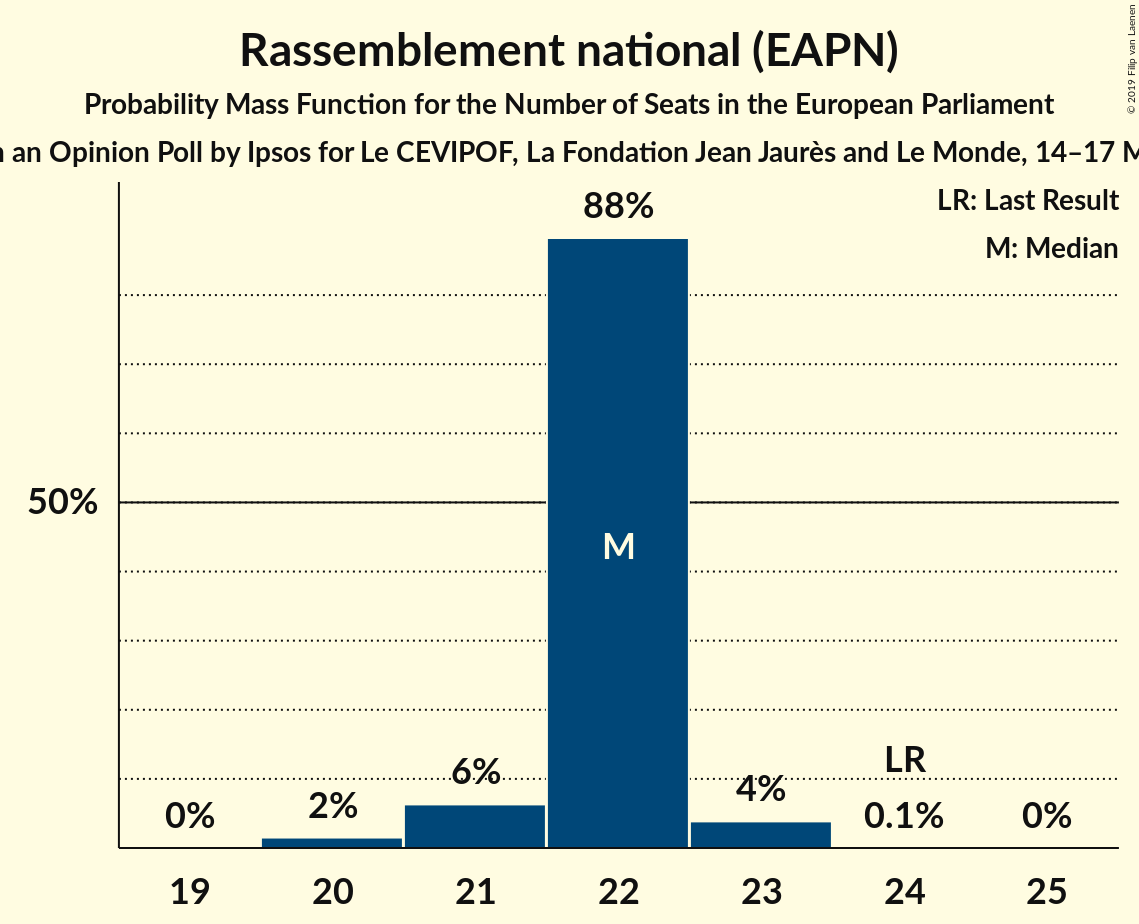 Rassemblement national (EAPN)
Probability Mass Function for the Number of Seats in the European Parliament
an Opinion Poll by Ipsos for Le CEVIPOF, La Fondation Jean Jaurès and Le Monde, 14–17
© 2019 Filip van Laenen
LR: Last Result
M: Median
88%
50%
M
LR
6%
4%
2%
0%
0.1%
0%
19 20 21 22 23 24 25